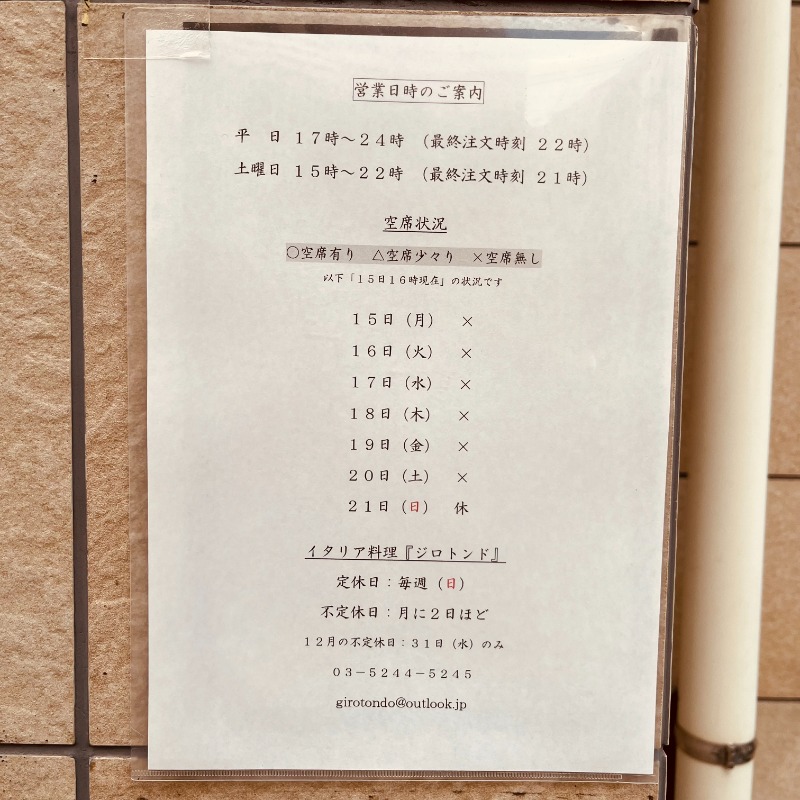 営業日時のご案内
平　日 １７時～２４時 （最終注文時刻 ２２時）
土曜日 １５時～２２時 （最終注文時刻 ２１時）
空席状況
○空席有り　△空席少々り　×空席無し
以下「１５日１６時現在」の状況です
１５日（月）　×
１６日（火）　×
１７日（水）　×
１８日（木）　×
１９日（金）　×
２０日（土）　×
２１日（日）　休
イタリア料理『ジロトンド』
定休日：毎週（日）
不定休日：月に２日ほど
１２月の不定休日：３１日（水）のみ
０３－５２４４－５２４５
girotondo@outlook.jp